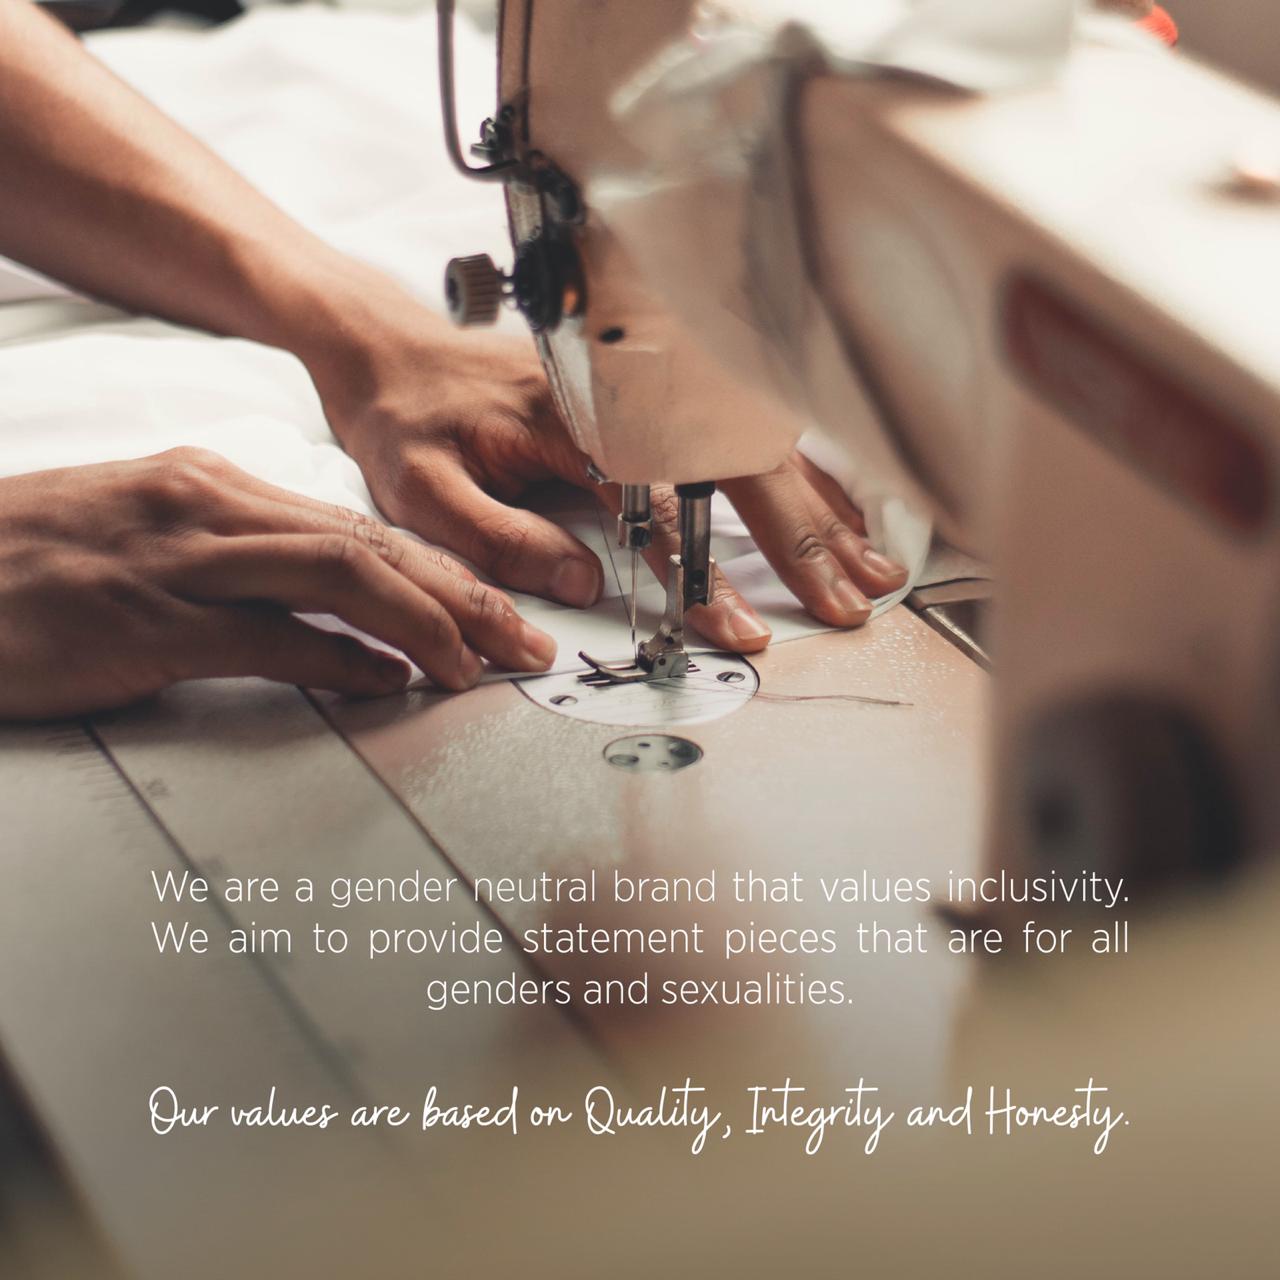 We are a gender neutral brand that values inclusivity.
We aim to provide statement pieces that are for all
genders and sexualities.
Our values are based on Quality, Integrity and Honesty.